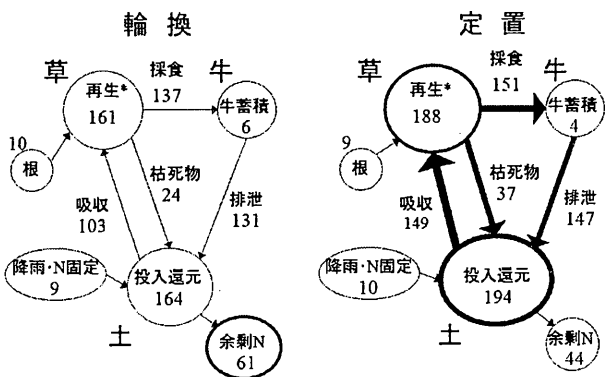 輪換
草
牛
再生*
161
採食
137
牛蓄積
6
10
根
枯死物
24
吸収
103
排泄
131
降雨・N固定
9
投入還元
164
土
余剰N
61
定置
草
牛
再生*
188
採食
151
牛蓄積
4
9
根
枯死物
37
吸収
149
排泄
147
降雨・N固定
10
投入還元
194
土
余剰N
44